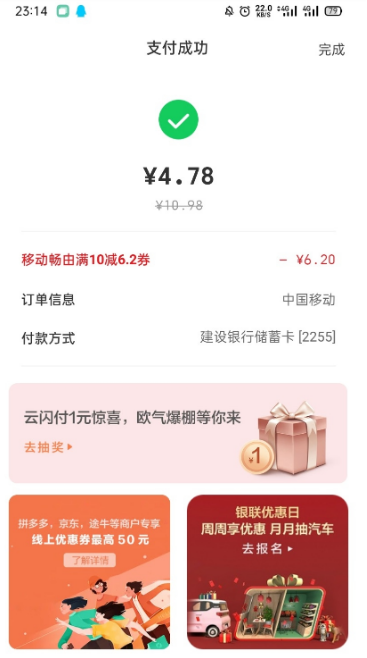 23:14
22.0
KB/S
4G
4G
79
支付成功
完成
¥4.78
¥10.98
移动畅由满10减6.2券
- ¥6.20
订单信息
中国移动
付款方式
建设银行储蓄卡 [2255]
云闪付1元惊喜，欧气爆棚等你来
去抽奖
¥1
拼多多，京东，途牛等商户专享
线上优惠券最高 50 元
了解详情
银联优惠日
周周享优惠 月月抽汽车
去报名